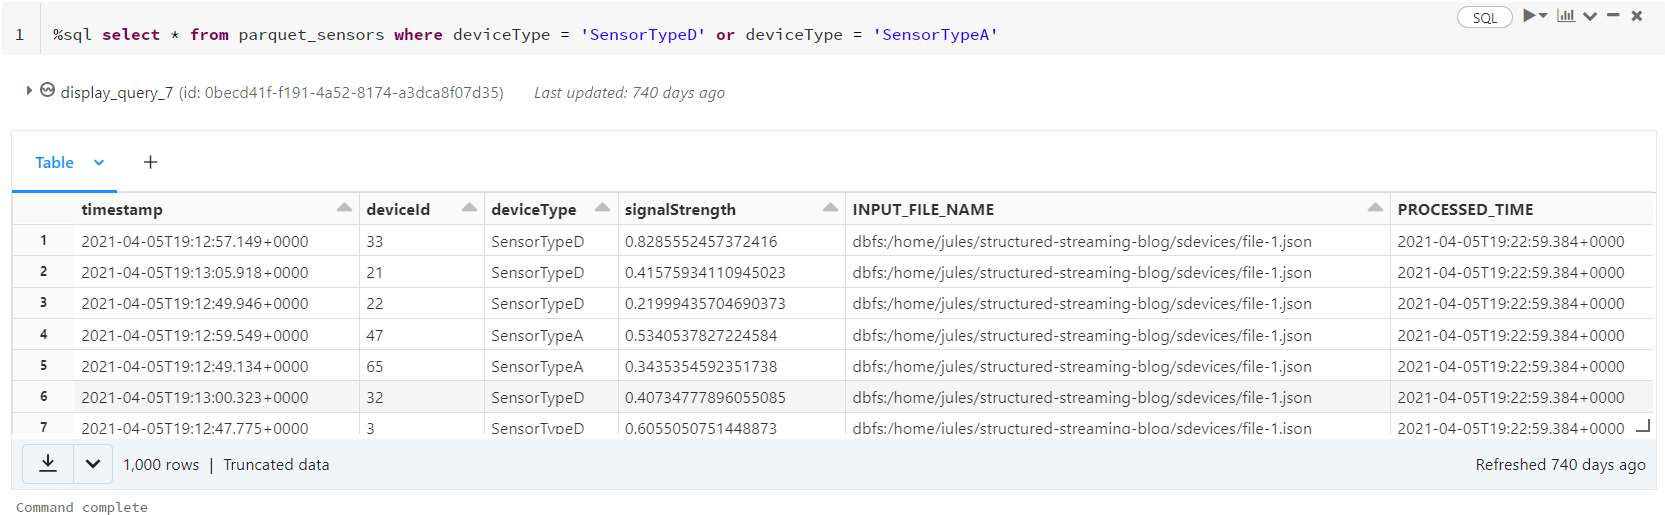 SQL
1 %sql select * from parquet_sensors where deviceType = 'SensorTypeD' or deviceType = 'SensorTypeA'
display_query_7 (id: 0becd41f-f191-4a52-8174-a3dca8f07d35) Last updated: 740 days ago
Table +
timestamp deviceId deviceType signalStrength INPUT_FILE_NAME PROCESSED_TIME
1 2021-04-05T19:12:57.149+0000 33 SensorTypeD 0.8285552457372416 dbfs:/home/jules/structured-streaming-blog/sdevices/file-1.json 2021-04-05T19:22:59.384+0000
2 2021-04-05T19:13:05.918+0000 21 SensorTypeD 0.41575934110945023 dbfs:/home/jules/structured-streaming-blog/sdevices/file-1.json 2021-04-05T19:22:59.384+0000
3 2021-04-05T19:12:49.946+0000 22 SensorTypeD 0.21999435704690373 dbfs:/home/jules/structured-streaming-blog/sdevices/file-1.json 2021-04-05T19:22:59.384+0000
4 2021-04-05T19:12:59.549+0000 47 SensorTypeA 0.5340537827224584 dbfs:/home/jules/structured-streaming-blog/sdevices/file-1.json 2021-04-05T19:22:59.384+0000
5 2021-04-05T19:12:49.134+0000 65 SensorTypeA 0.3435354592351738 dbfs:/home/jules/structured-streaming-blog/sdevices/file-1.json 2021-04-05T19:22:59.384+0000
6 2021-04-05T19:13:00.323+0000 32 SensorTypeD 0.40734777896055085 dbfs:/home/jules/structured-streaming-blog/sdevices/file-1.json 2021-04-05T19:22:59.384+0000
7 2021-04-05T19:12:47.775+0000 3 SensorTypeD 0.6055050751448873 dbfs:/home/jules/structured-streaming-blog/sdevices/file-1.json 2021-04-05T19:22:59.384+0000
1,000 rows | Truncated data Refreshed 740 days ago
Command complete